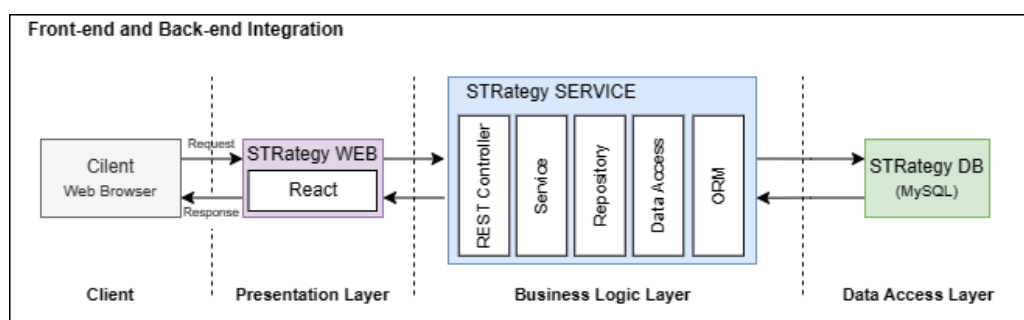 Front-end and Back-end Integration
STRategy SERVICE
Request
Cilent
Web Browser
Response
STRategy WEB
React
REST Controller
Service
Repository
Data Access
ORM
STRategy DB
(MySQL)
Client
Presentation Layer
Business Logic Layer
Data Access Layer